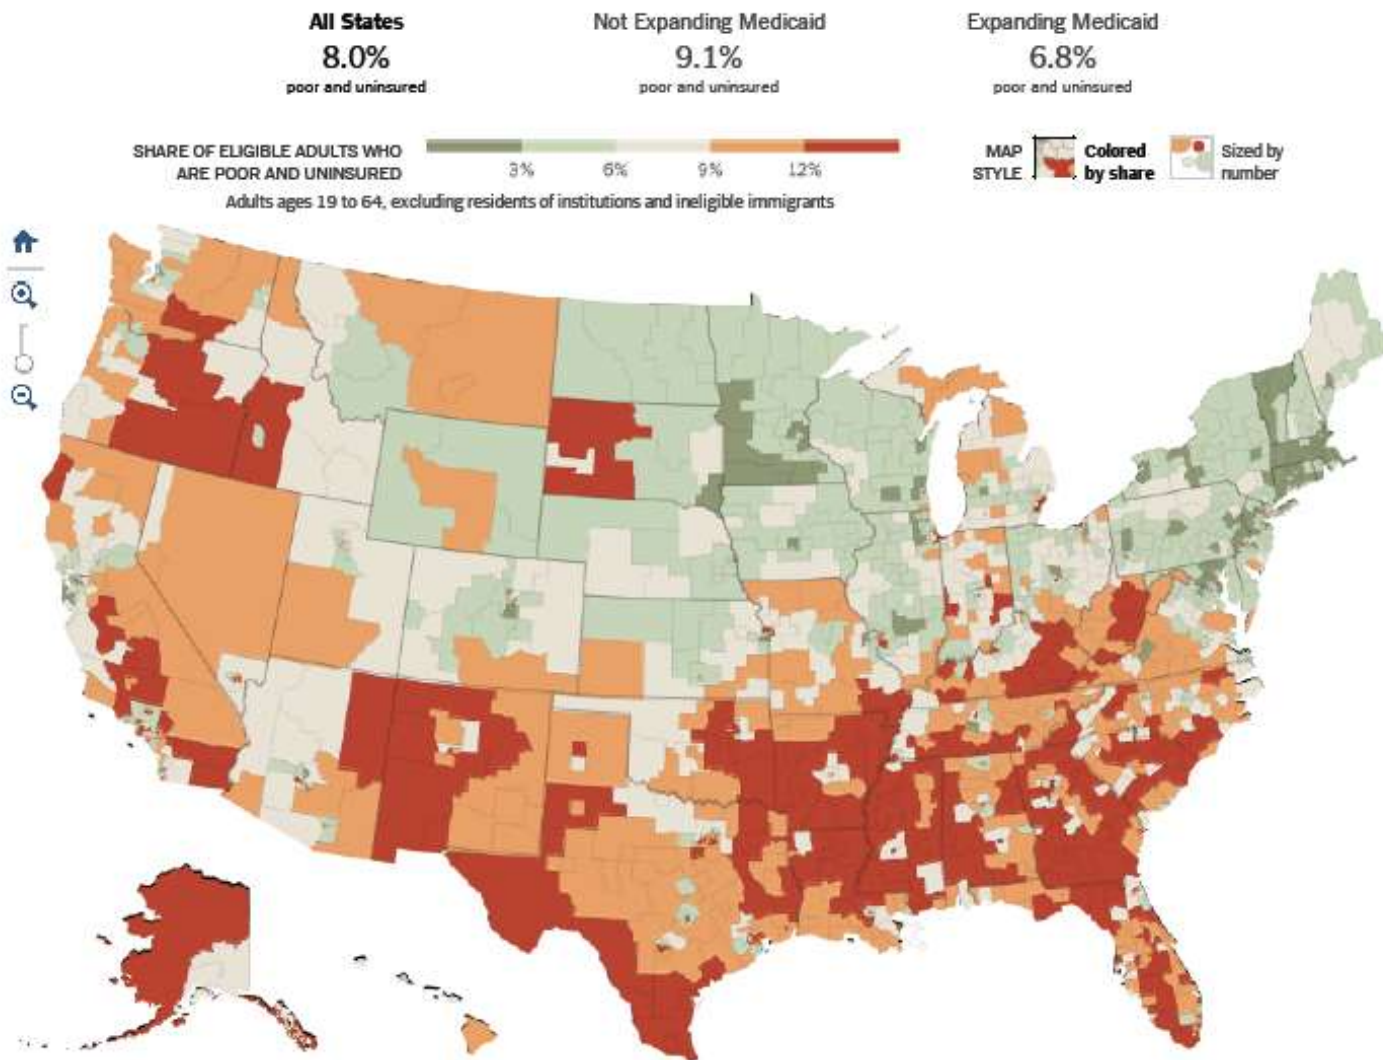 All States
8.0%
poor and uninsured
Not Expanding Medicaid
9.1%
poor and uninsured
Expanding Medicaid
6.8%
poor and uninsured
SHARE OF ELIGIBLE ADULTS WHO
ARE POOR AND UNINSURED
3% 6% 9% 12%
Adults ages 19 to 64, excluding residents of institutions and ineligible immigrants
MAP
STYLE
Colored
by share
Sized by
number